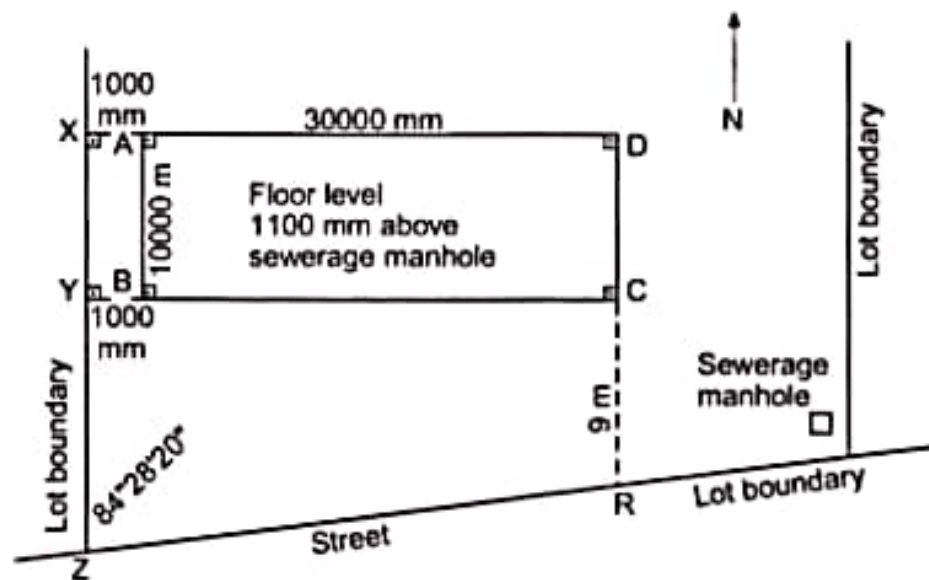 1000
mm
X
A
30000 mm
D
N
10000 m
Floor level
1100 mm above
sewerage manhole
Lot boundary
Y
B
C
1000
mm
9 m
Sewerage
manhole
Lot boundary
84°28'20"
Street
R
Lot boundary
Z